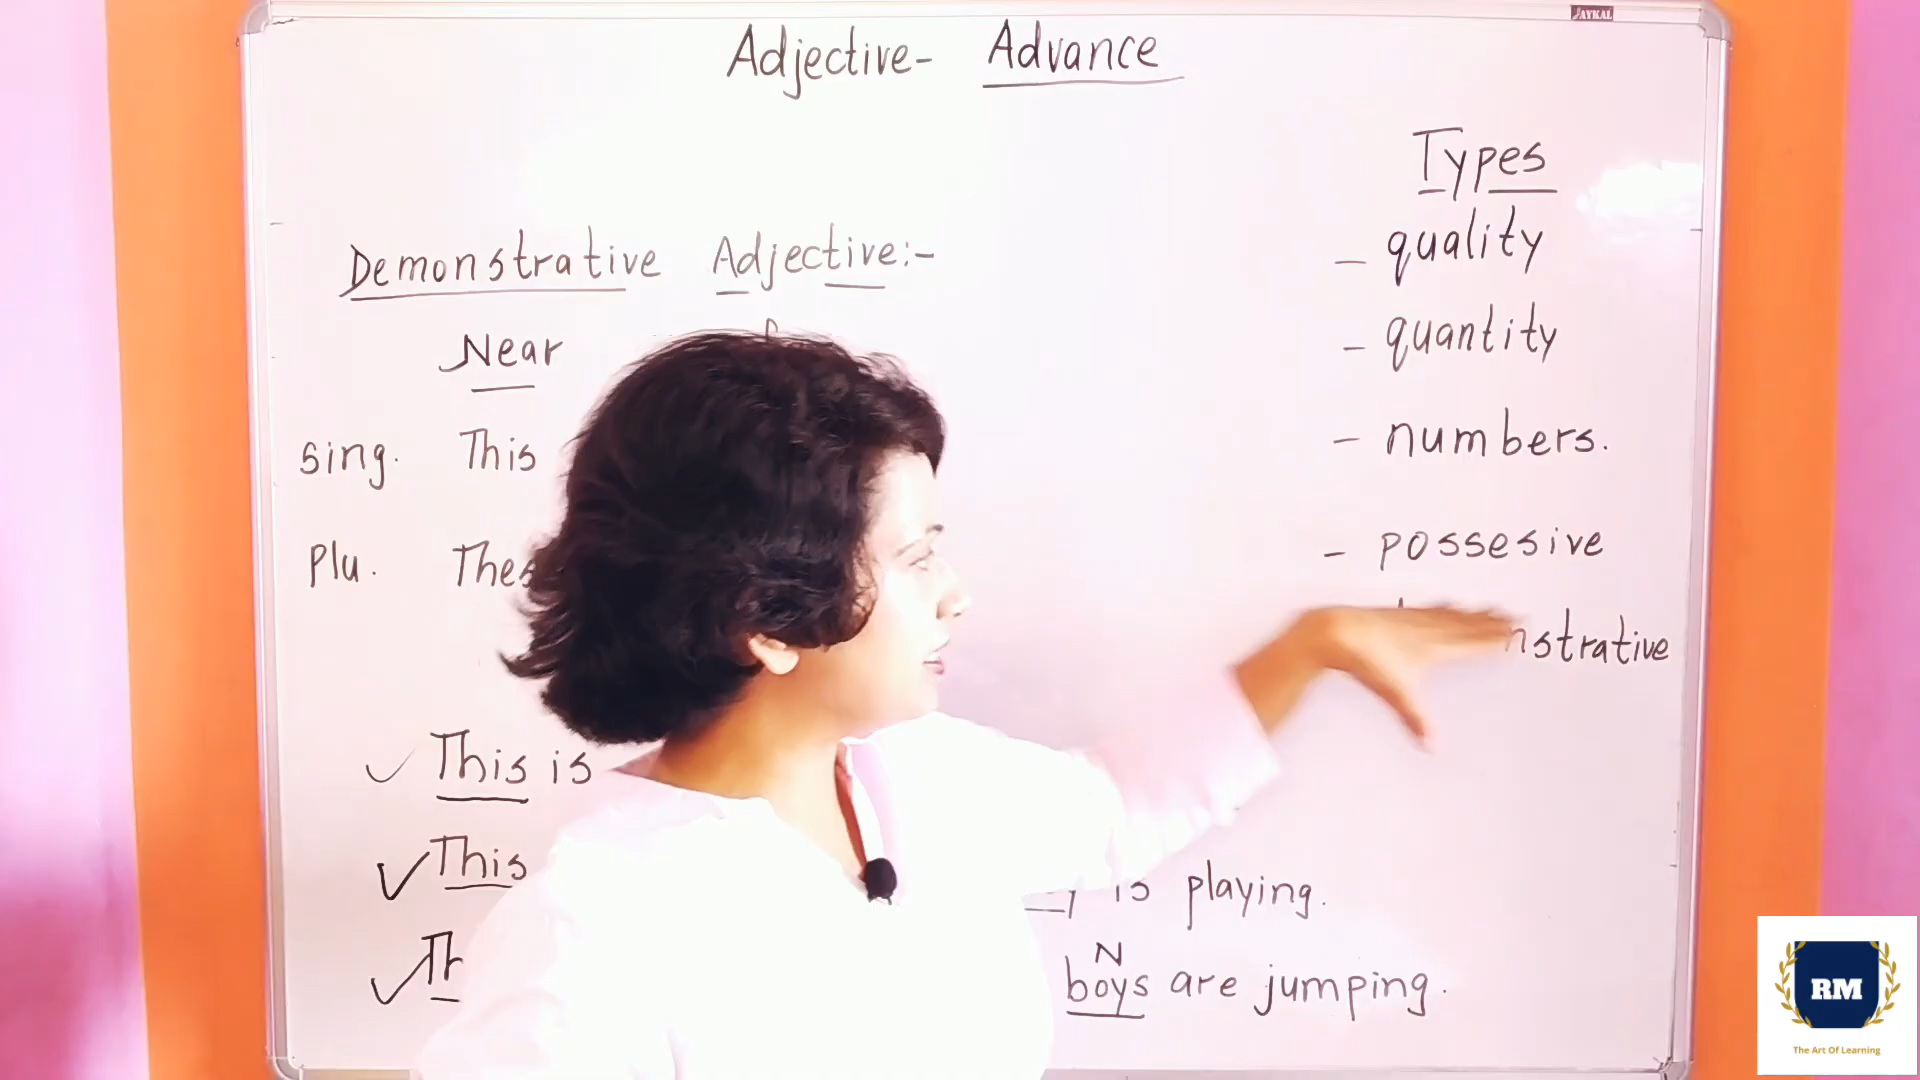 JAYKAL
Adjective- Advance
Types
- quality
- quantity
- numbers.
- possesive
Demonstrative Adjective:-
Near
sing. This
Plu.
This is
This
is playing.
N
boys are jumping.
RM
The Art Of Learning